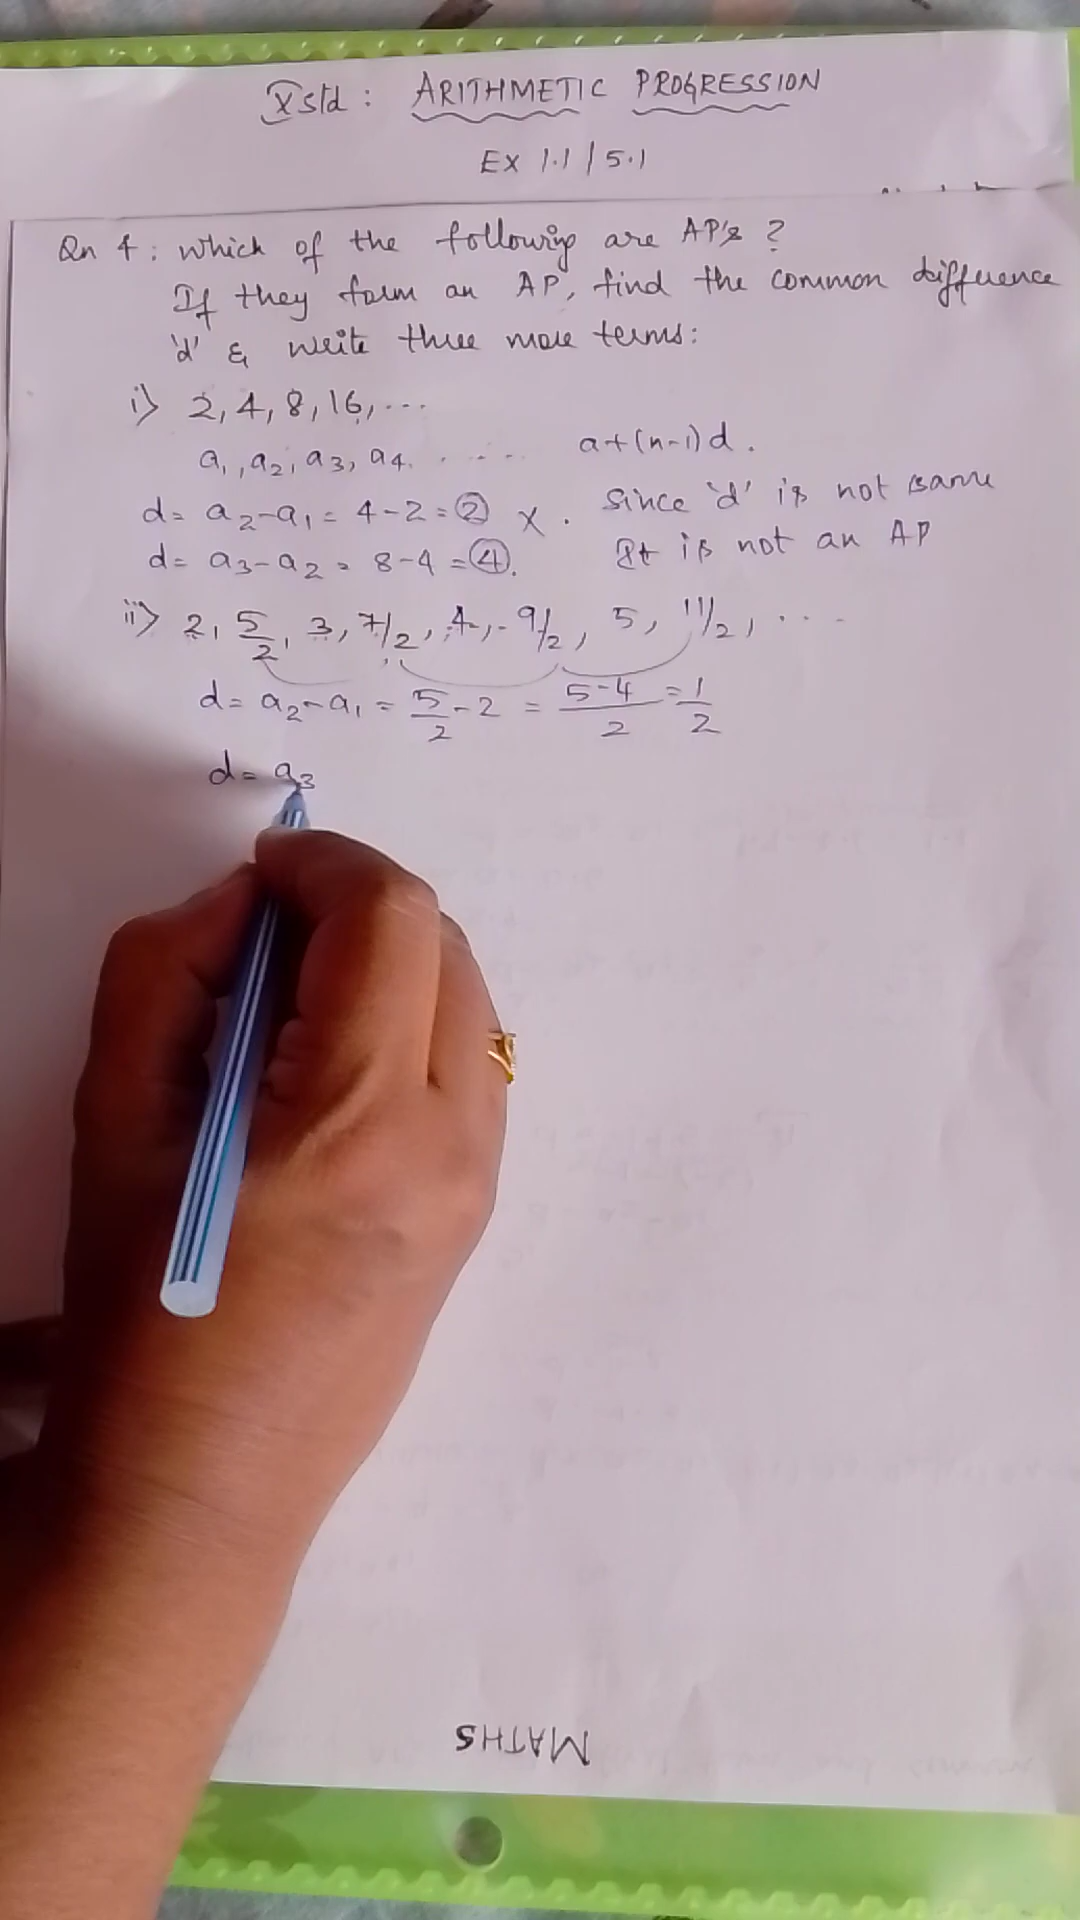 X std : ARITHMETIC PROGRESSION
Ex 1.1 / 5.1
Qn 4 : Which of the following are AP's ?
If they form an AP, find the common difference
'd' & write three more terms:
i) 2, 4, 8, 16, ...
a₁, a₂, a₃, a₄. ..... a+(n-1)d.
d = a₂-a₁ = 4-2 = 2 X. Since 'd' is not same
d = a₃-a₂ = 8-4 = 4. It is not an AP
ii) 2, 5/2, 3, 7/2, 4, 9/2, 5, 11/2, ....
d = a₂-a₁ = 5/2 - 2 = 5-4/2 = 1/2
d = a₃
MATHS